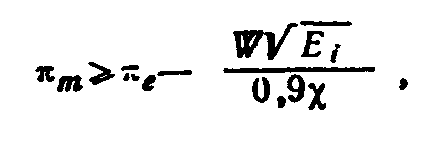 π_m ⩾ π_e — W√E_i / 0,9χ ,